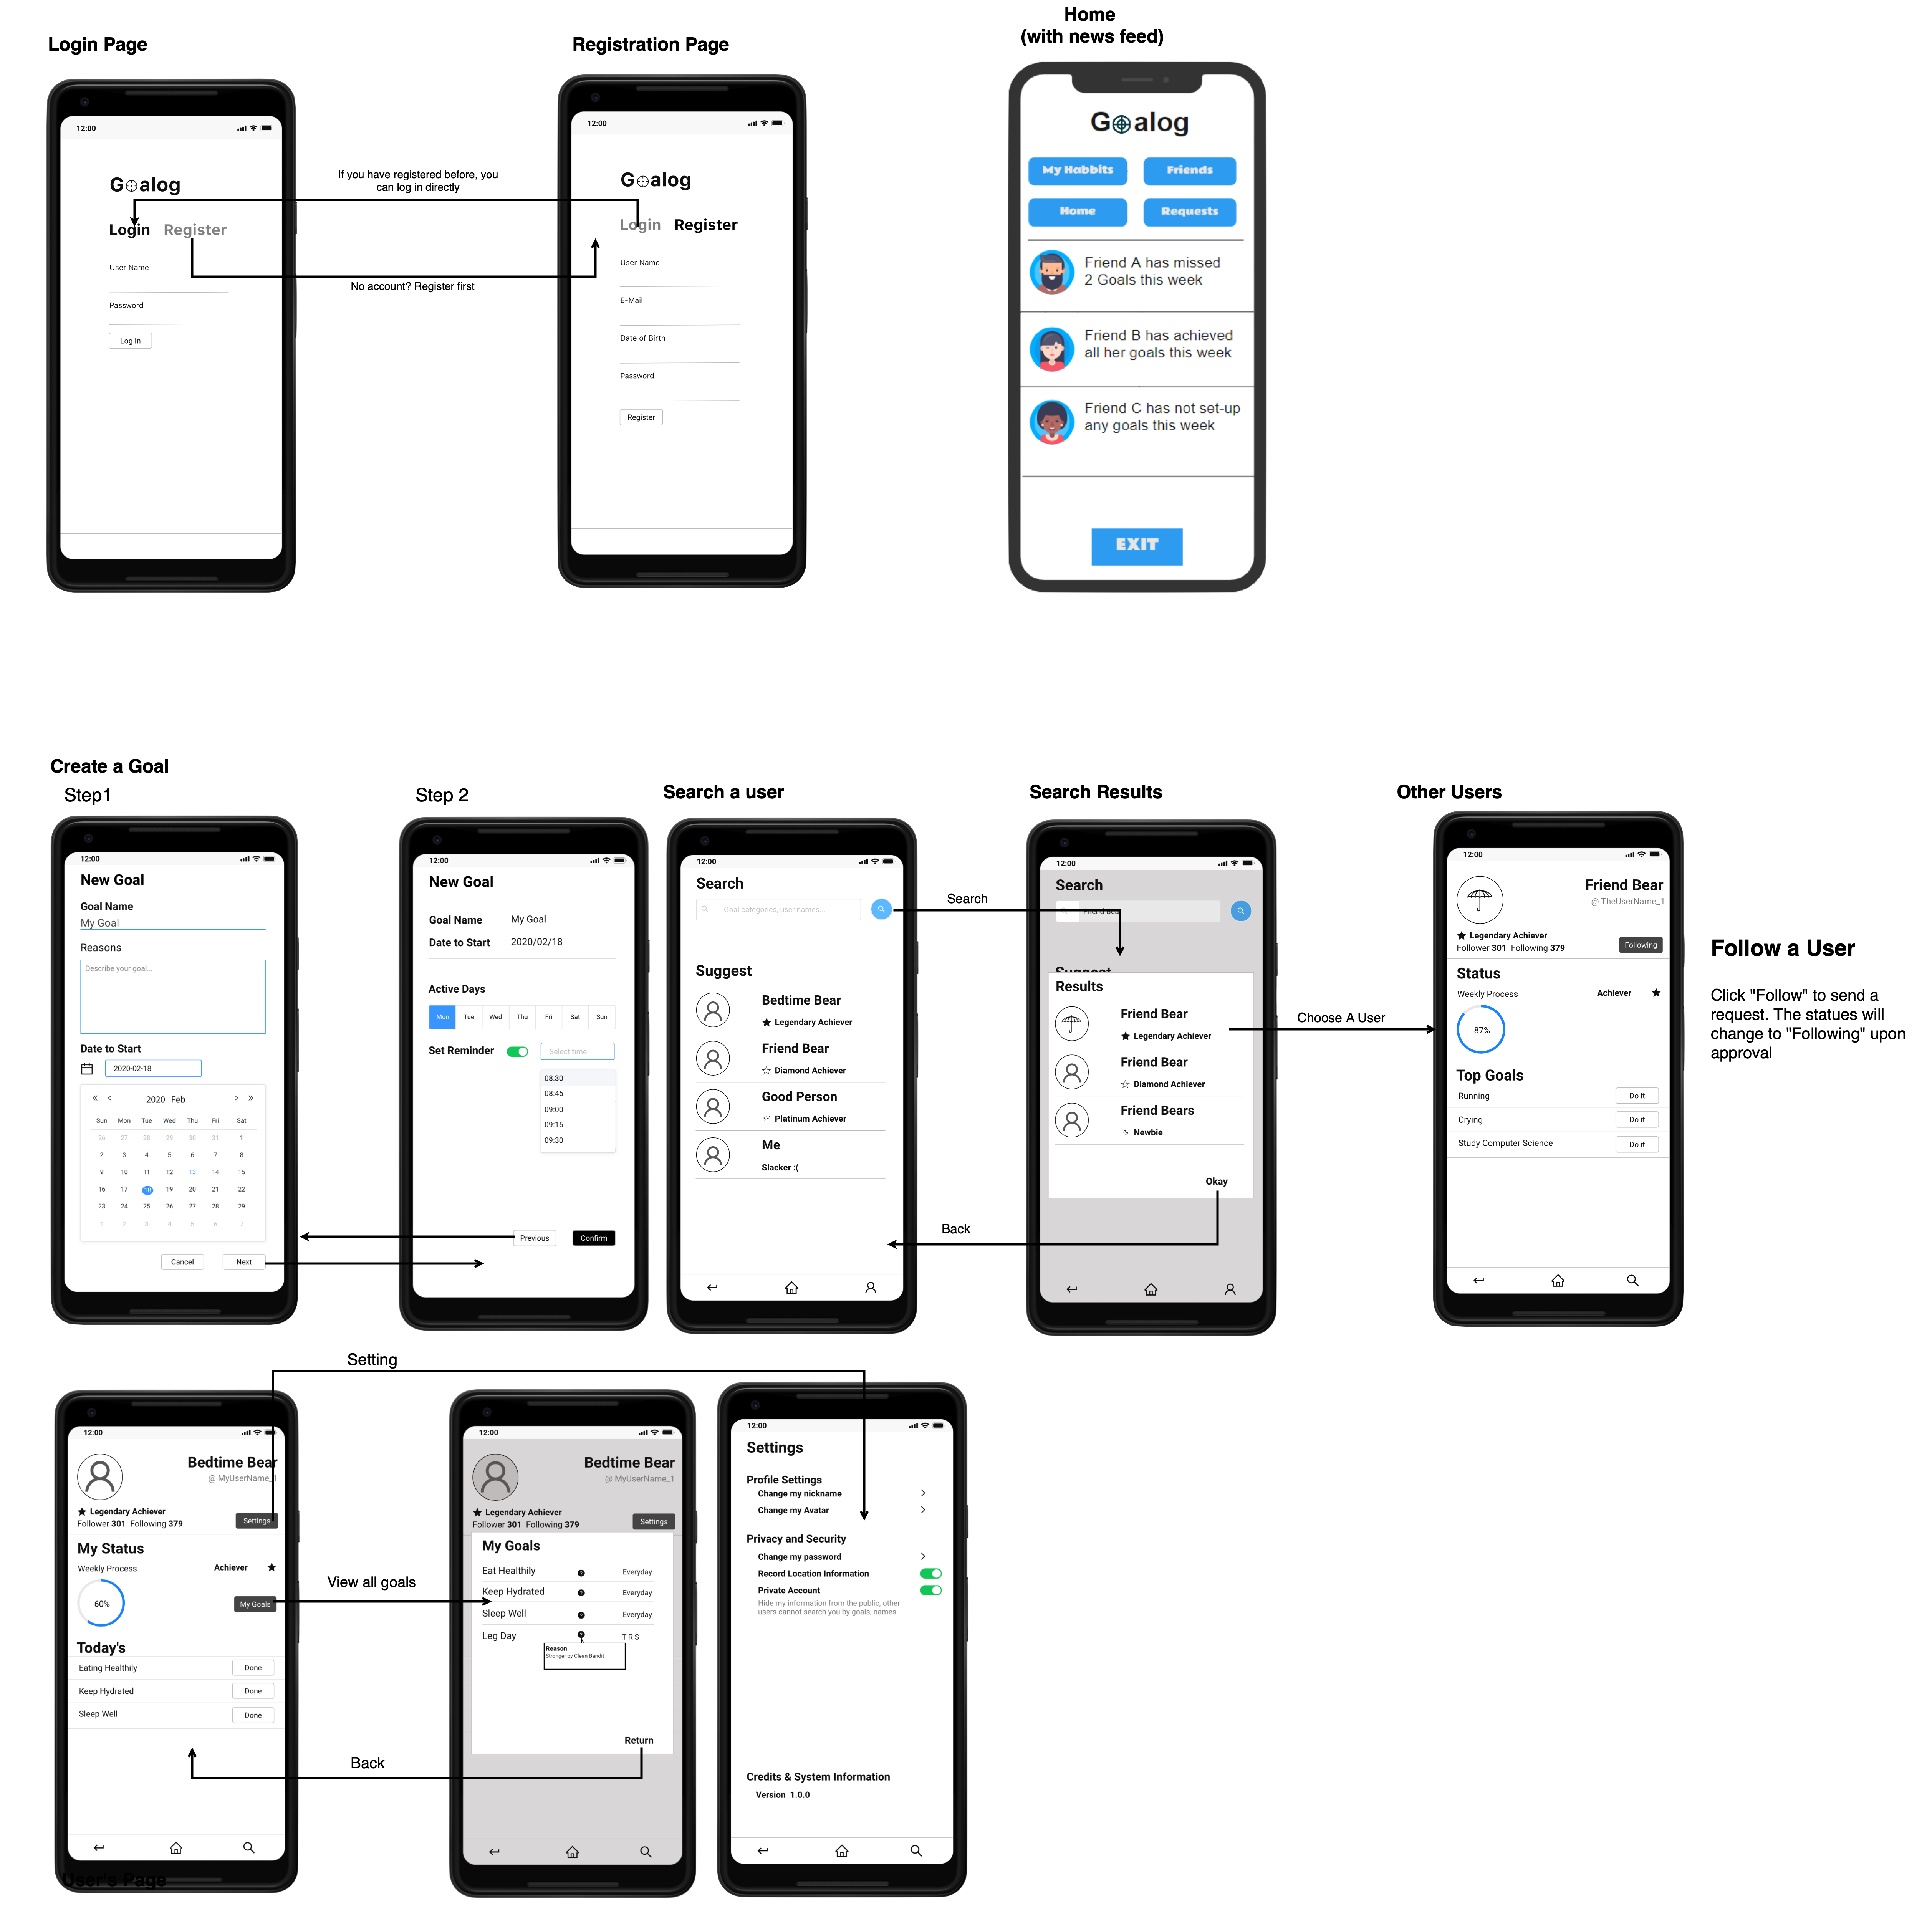 Login Page
12:00
Goalog
Login Register
User Name
Password
Log In
If you have registered before, you
can log in directly
No account? Register first
Registration Page
12:00
Goalog
Login Register
User Name
E-Mail
Date of Birth
Password
Register
Home
(with news feed)
Goalog
My Habbits
Friends
Home
Requests
Friend A has missed
2 Goals this week
Friend B has achieved
all her goals this week
Friend C has not set-up
any goals this week
EXIT
Create a Goal
Step1
12:00
New Goal
Goal Name
My Goal
Reasons
Describe your goal...
Date to Start
2020-02-18
« < 2020 Feb > »
Sun Mon Tue Wed Thu Fri Sat
26 27 28 29 30 31 1
2 3 4 5 6 7 8
9 10 11 12 13 14 15
16 17 18 19 20 21 22
23 24 25 26 27 28 29
1 2 3 4 5 6 7
Cancel
Next
Step 2
12:00
New Goal
Goal Name My Goal
Date to Start 2020/02/18
Active Days
Mon Tue Wed Thu Fri Sat Sun
Set Reminder
Select time
08:30
08:45
09:00
09:15
09:30
Previous
Confirm
Search a user
12:00
Search
Goal categories, user names...
Suggest
Bedtime Bear
Legendary Achiever
Friend Bear
Diamond Achiever
Good Person
Platinum Achiever
Me
Slacker :(
Search
Back
Search Results
12:00
Search
Friend Bear
Suggest
Results
Friend Bear
Legendary Achiever
Friend Bear
Diamond Achiever
Friend Bears
Newbie
Okay
Choose A User
Other Users
12:00
Friend Bear
@ TheUserName_1
Legendary Achiever
Follower 301 Following 379
Following
Status
Weekly Process
Achiever
87%
Top Goals
Running
Do it
Crying
Do it
Study Computer Science
Do it
Follow a User
Click "Follow" to send a
request. The statues will
change to "Following" upon
approval
Setting
12:00
Bedtime Bear
@ MyUserName_1
Legendary Achiever
Follower 301 Following 379
Settings
My Status
Weekly Process
Achiever
60%
My Goals
Today's
Eating Healthily
Done
Keep Hydrated
Done
Sleep Well
Done
User's Page
View all goals
Back
12:00
Bedtime Bear
@ MyUserName_1
Legendary Achiever
Follower 301 Following 379
Settings
My Goals
Eat Healthily ? Everyday
Keep Hydrated ? Everyday
Sleep Well ? Everyday
Leg Day ? T R S
Reason
Stronger by Clean Bandit
Return
12:00
Settings
Profile Settings
Change my nickname >
Change my Avatar >
Privacy and Security
Change my password >
Record Location Information
Private Account
Hide my information from the public, other
users cannot search you by goals, names.
Credits & System Information
Version 1.0.0